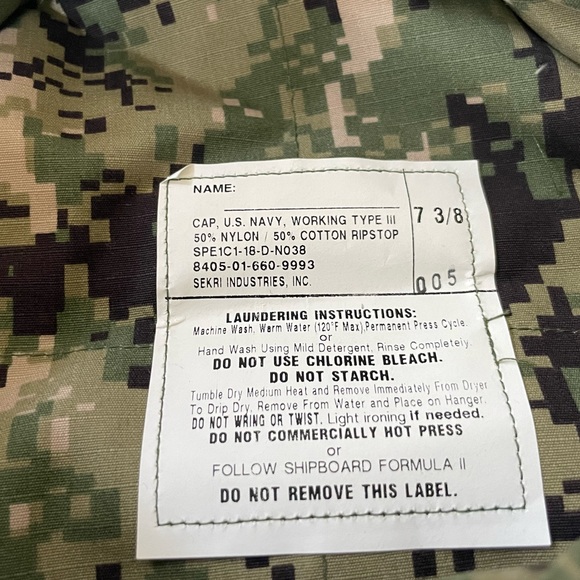 NAME:
CAP, U.S. NAVY, WORKING TYPE III
50% NYLON / 50% COTTON RIPSTOP
SPE1C1-18-D-N038
8405-01-660-9993
SEKRI INDUSTRIES, INC.
7 3/8
005
LAUNDERING INSTRUCTIONS:
Machine Wash, Warm Water (120°F Max),Permanent Press Cycle.
or
Hand Wash Using Mild Detergent, Rinse Completely.
DO NOT USE CHLORINE BLEACH.
DO NOT STARCH.
Tumble Dry Medium Heat and Remove Immediately From Dryer
To Drip Dry, Remove From Water and Place on Hanger.
DO NOT WRING OR TWIST. Light ironing if needed.
DO NOT COMMERCIALLY HOT PRESS
or
FOLLOW SHIPBOARD FORMULA II
DO NOT REMOVE THIS LABEL.